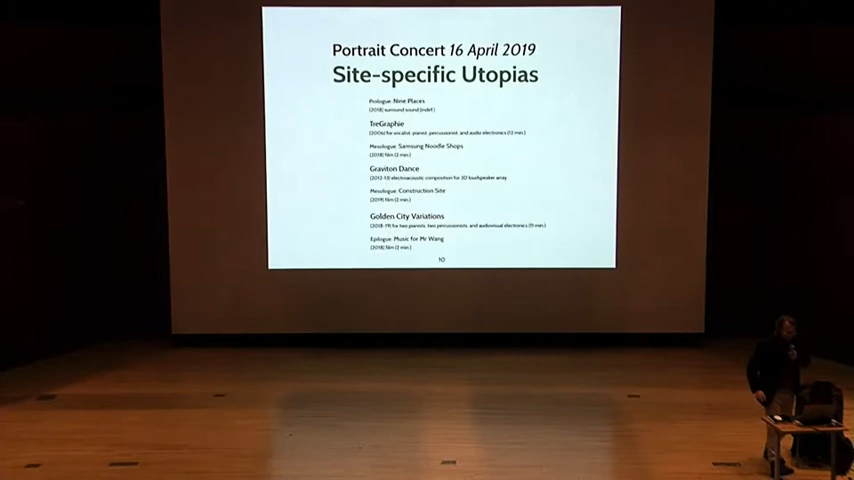 Portrait Concert 16 April 2019
Site-specific Utopias
Prologue: Nine Places
(2018) surround sound (indef.)
TreGraphie
(2006) for vocalist, pianist, percussionist, and audio electronics (12 min.)
Mesologue: Samsung Noodle Shops
(2018) film (2 min.)
Graviton Dance
(2012-13) electroacoustic composition for 3D loudspeaker array
Mesologue: Construction Site
(2019) film (2 min.)
Golden City Variations
(2018-19) for two pianists, two percussionists, and audiovisual electronics (11 min.)
Epilogue: Music for Mr Wang
(2018) film (2 min.)
10